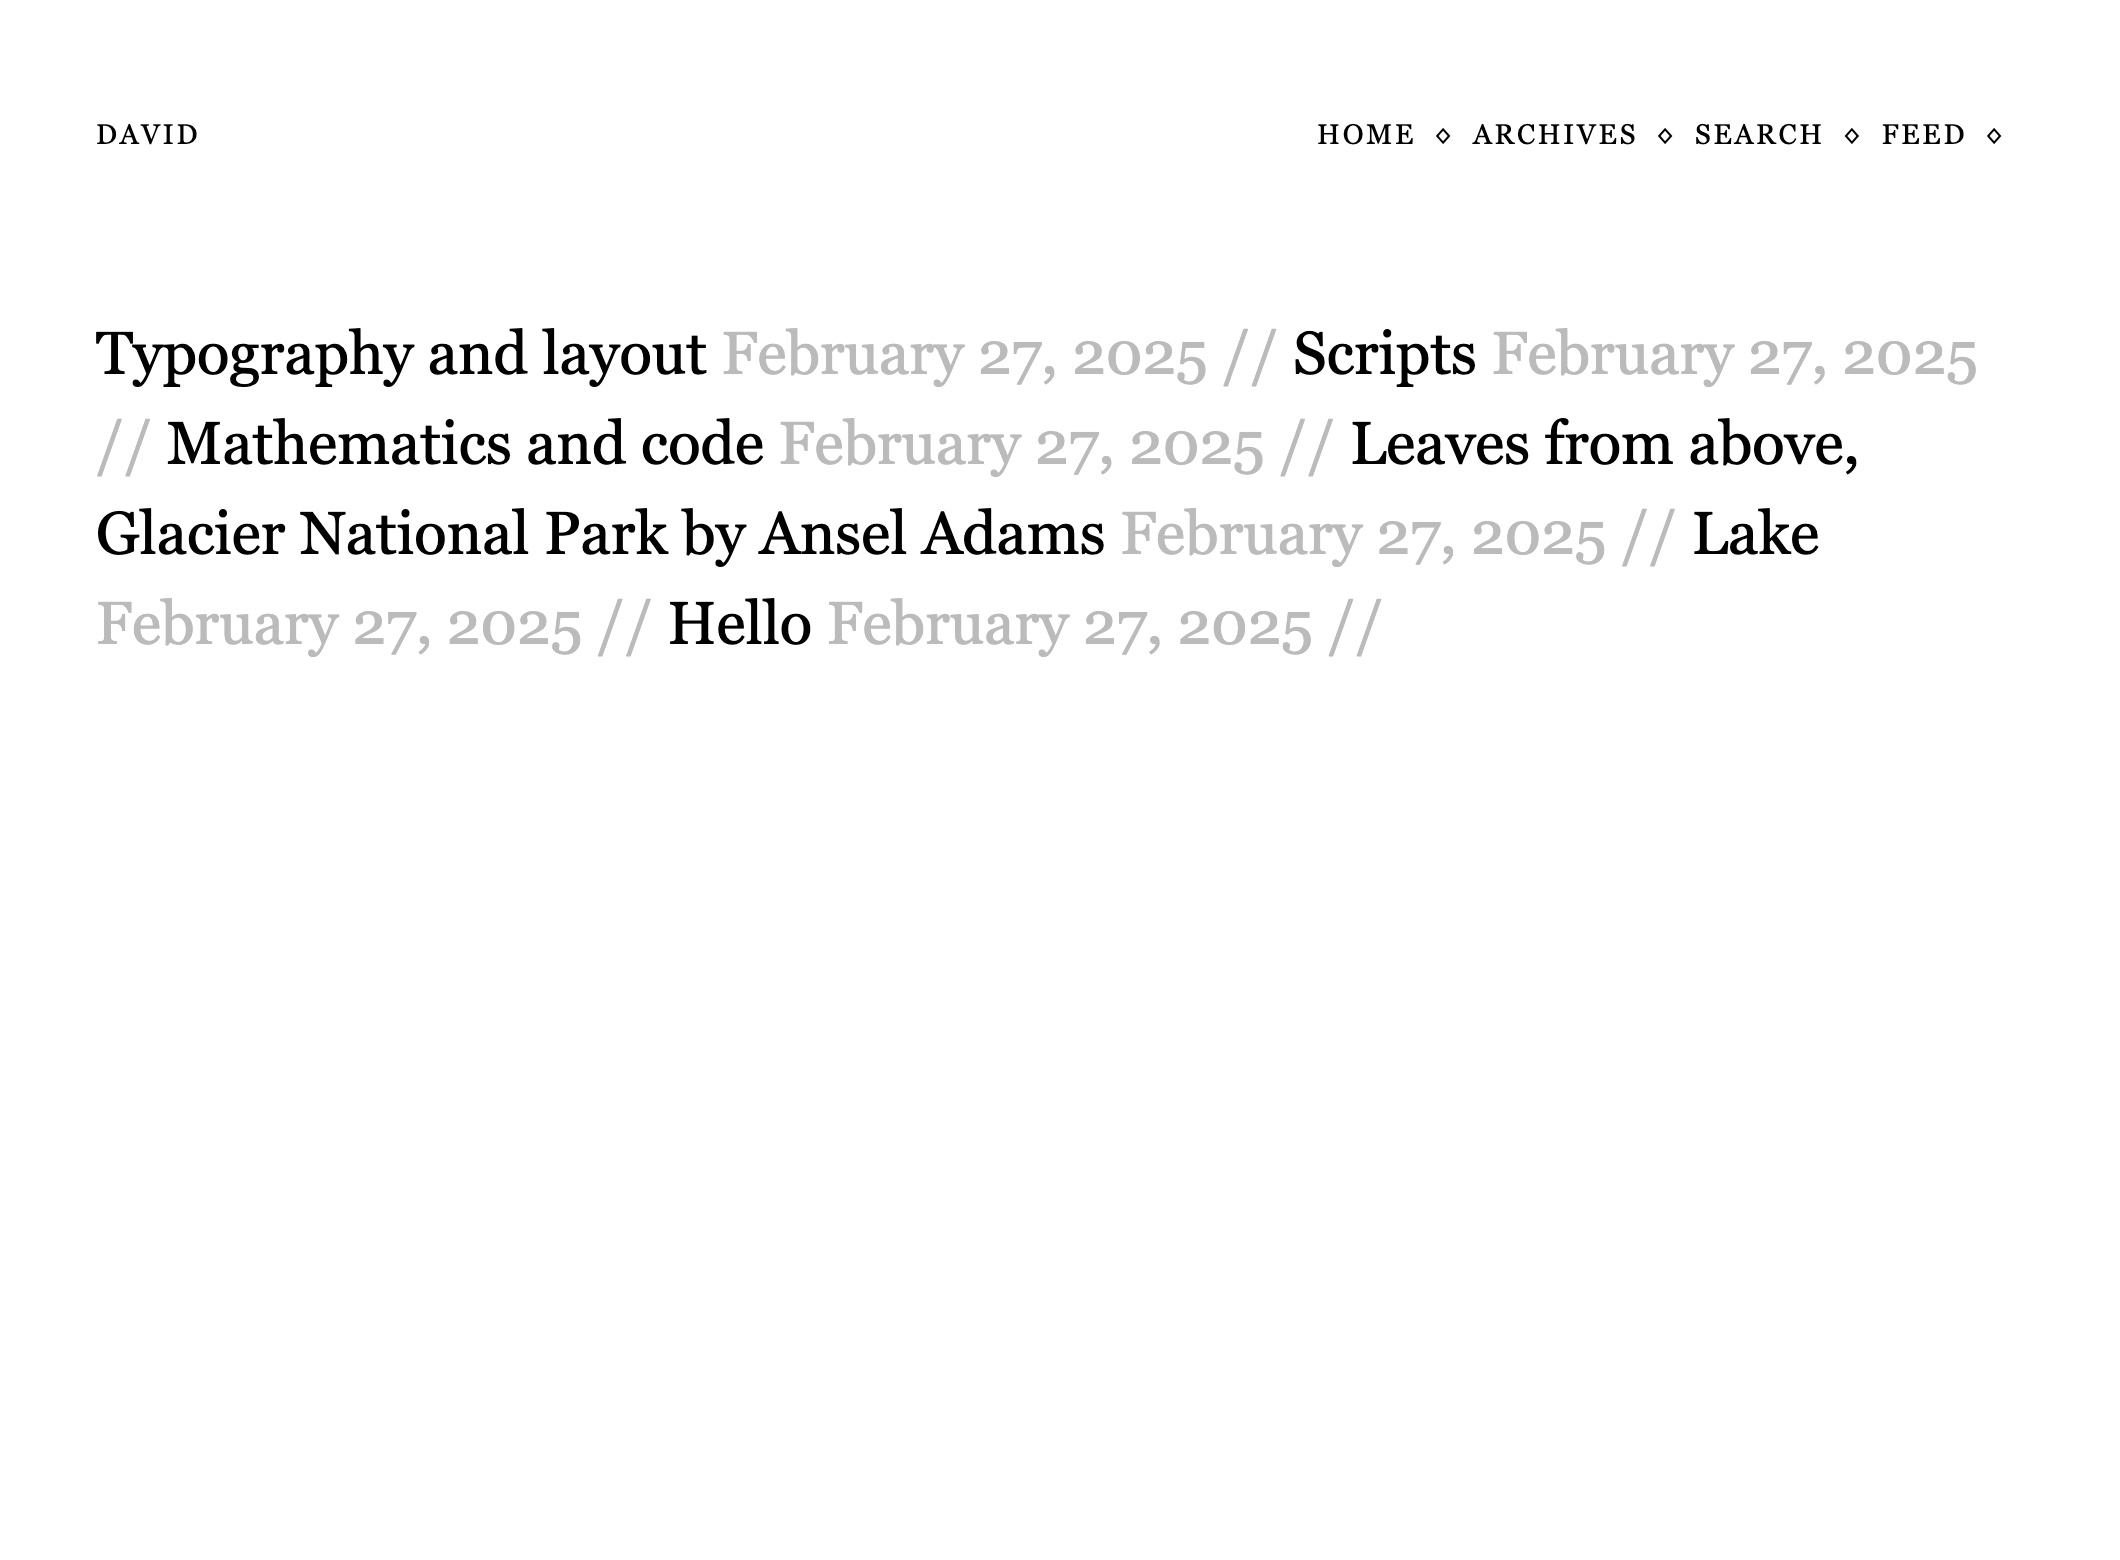 DAVID
HOME ⋄ ARCHIVES ⋄ SEARCH ⋄ FEED ⋄
Typography and layout February 27, 2025 // Scripts February 27, 2025
// Mathematics and code February 27, 2025 // Leaves from above,
Glacier National Park by Ansel Adams February 27, 2025 // Lake
February 27, 2025 // Hello February 27, 2025 //